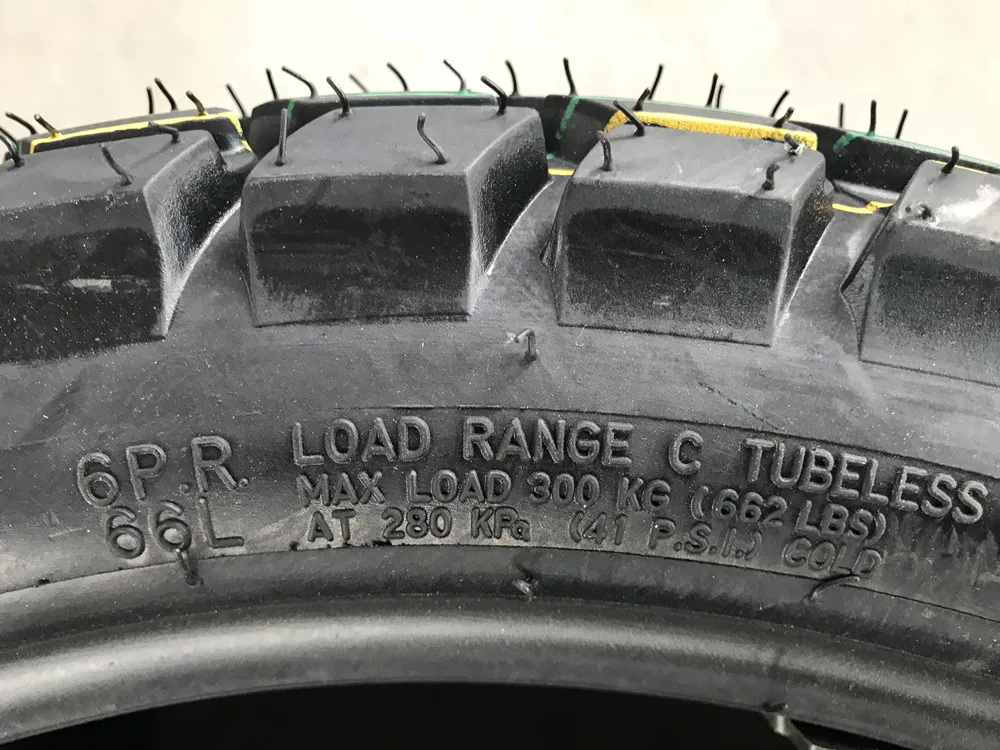 6P.R.
66L
LOAD RANGE C TUBELESS
MAX LOAD 300 KG (662 LBS)
AT 280 KPa (41 P.S.I.) COLD